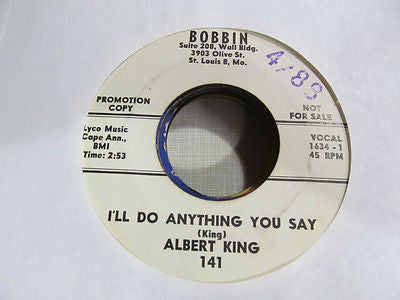 BOBBIN
Suite 208, Wall Bldg.
3903 Olive St.
St. Louis 8, Mo.
4/83
PROMOTION
COPY
NOT
FOR SALE
Lyco Music
Cape Ann.,
BMI
Time: 2:53
VOCAL
1634 - 1
45 RPM
I'LL DO ANYTHING YOU SAY
(King)
ALBERT KING
141